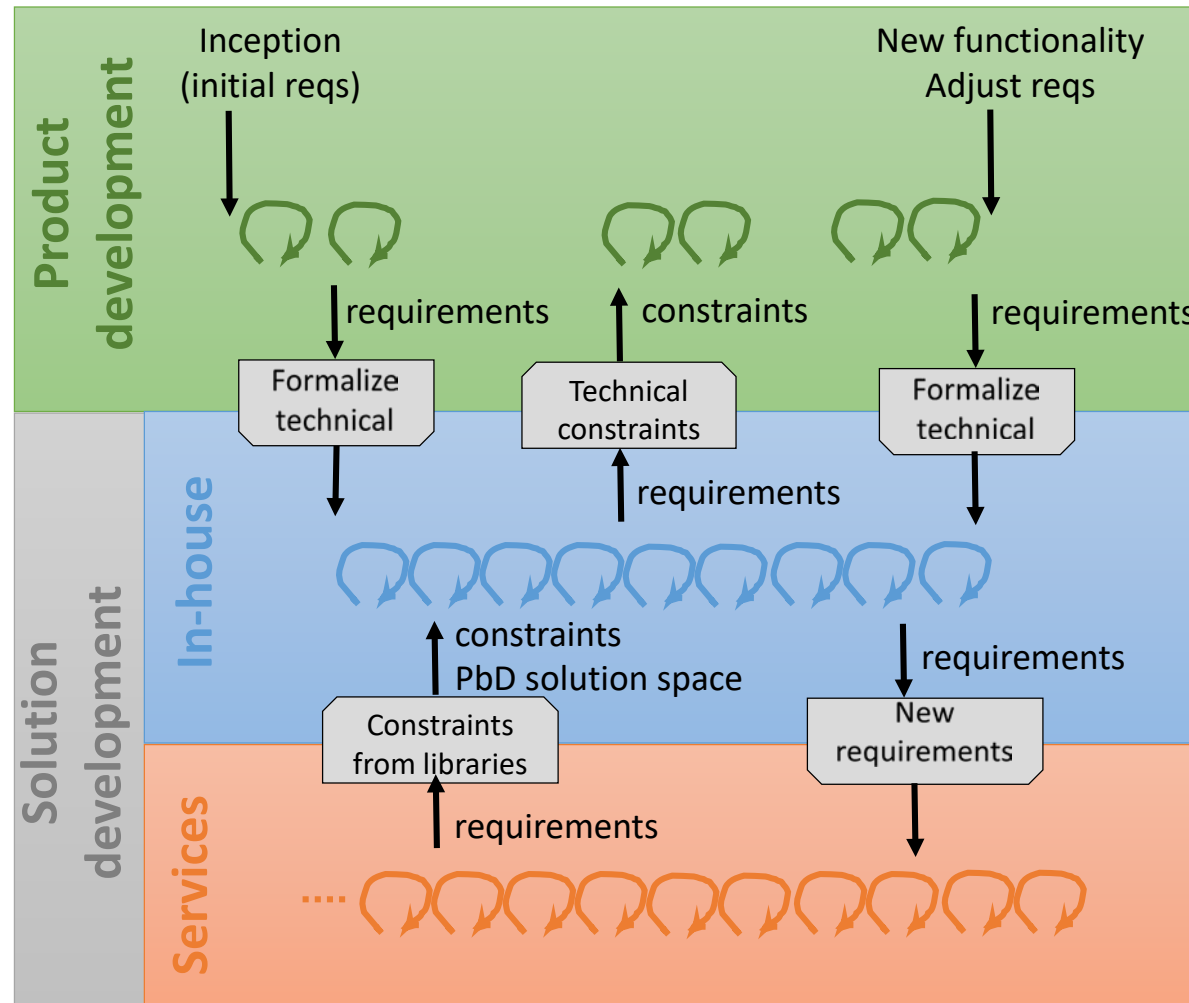 Inception
(initial reqs)
New functionality
Adjust reqs
Product
development
requirements
constraints
requirements
Formalize
technical
Technical
constraints
Formalize
technical
requirements
In-house
Solution
development
constraints
PbD solution space
requirements
Constraints
from libraries
New
requirements
requirements
Services